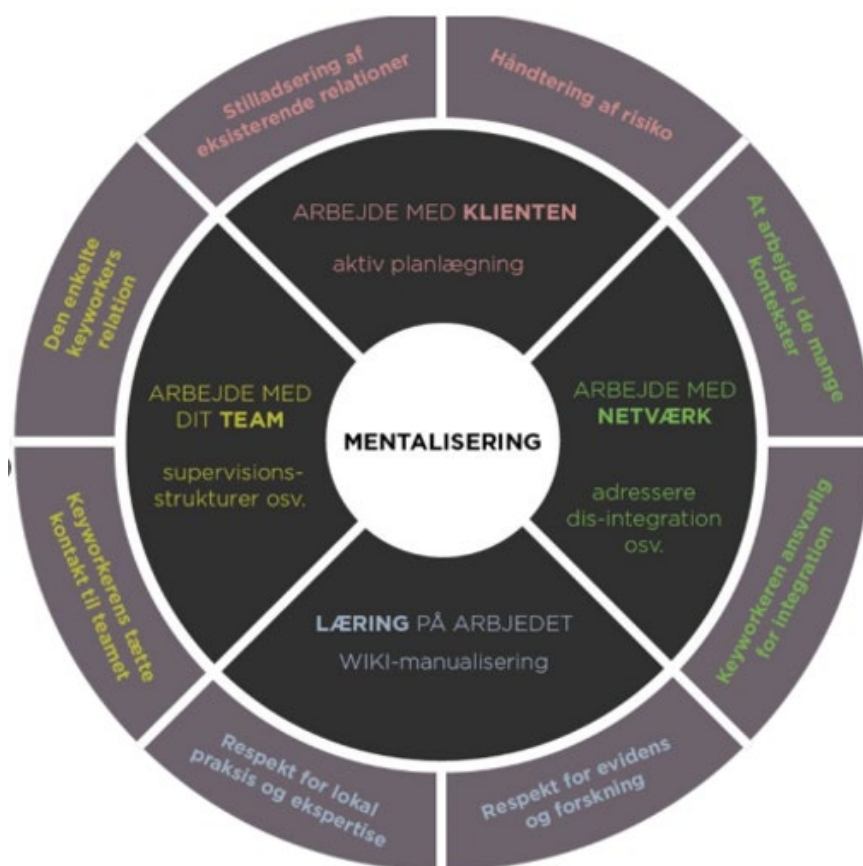 Stilladsering af
eksisterende relationer
Håndtering af risiko
ARBEJDE MED KLIENTEN
aktiv planlægning
Den enkelte
keyworkers
relation
At arbejde i de mange
kontekster
ARBEJDE MED
DIT TEAM
supervisions-
strukturer osv.
MENTALISERING
ARBEJDE MED
NETVÆRK
adressere
dis-integration
osv.
Keyworkerens tætte
kontakt til teamet
Keyworkeren ansvarlig
for integration
LÆRING PÅ ARBJEDET
WIKI-manualisering
Respekt for lokal
praksis og ekspertise
Respekt for evidens
og forskning